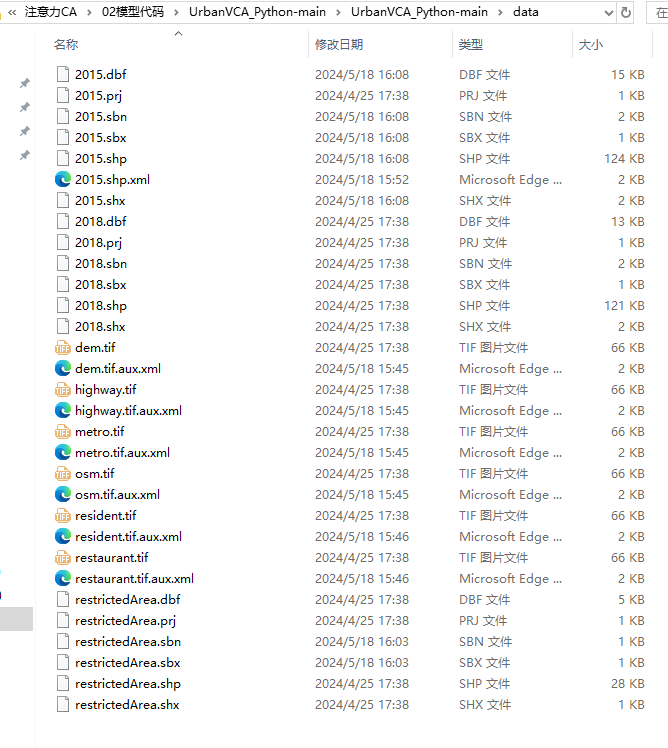 « 注意力CA › 02模型代码 › UrbanVCA_Python-main › UrbanVCA_Python-main › data 在
名称 修改日期 类型 大小
2015.dbf 2024/5/18 16:08 DBF 文件 15 KB
2015.prj 2024/4/25 17:38 PRJ 文件 1 KB
2015.sbn 2024/5/18 16:08 SBN 文件 2 KB
2015.sbx 2024/5/18 16:08 SBX 文件 1 KB
2015.shp 2024/5/18 16:08 SHP 文件 124 KB
2015.shp.xml 2024/5/18 15:52 Microsoft Edge ... 2 KB
2015.shx 2024/5/18 16:08 SHX 文件 2 KB
2018.dbf 2024/4/25 17:38 DBF 文件 13 KB
2018.prj 2024/4/25 17:38 PRJ 文件 1 KB
2018.sbn 2024/4/25 17:38 SBN 文件 2 KB
2018.sbx 2024/4/25 17:38 SBX 文件 1 KB
2018.shp 2024/4/25 17:38 SHP 文件 121 KB
2018.shx 2024/4/25 17:38 SHX 文件 2 KB
dem.tif 2024/4/25 17:38 TIF 图片文件 66 KB
dem.tif.aux.xml 2024/5/18 15:45 Microsoft Edge ... 2 KB
highway.tif 2024/4/25 17:38 TIF 图片文件 66 KB
highway.tif.aux.xml 2024/5/18 15:45 Microsoft Edge ... 2 KB
metro.tif 2024/4/25 17:38 TIF 图片文件 66 KB
metro.tif.aux.xml 2024/5/18 15:45 Microsoft Edge ... 2 KB
osm.tif 2024/4/25 17:38 TIF 图片文件 66 KB
osm.tif.aux.xml 2024/5/18 15:45 Microsoft Edge ... 2 KB
resident.tif 2024/4/25 17:38 TIF 图片文件 66 KB
resident.tif.aux.xml 2024/5/18 15:46 Microsoft Edge ... 2 KB
restaurant.tif 2024/4/25 17:38 TIF 图片文件 66 KB
restaurant.tif.aux.xml 2024/5/18 15:46 Microsoft Edge ... 2 KB
restrictedArea.dbf 2024/4/25 17:38 DBF 文件 5 KB
restrictedArea.prj 2024/4/25 17:38 PRJ 文件 1 KB
restrictedArea.sbn 2024/5/18 16:03 SBN 文件 1 KB
restrictedArea.sbx 2024/5/18 16:03 SBX 文件 1 KB
restrictedArea.shp 2024/4/25 17:38 SHP 文件 28 KB
restrictedArea.shx 2024/4/25 17:38 SHX 文件 1 KB